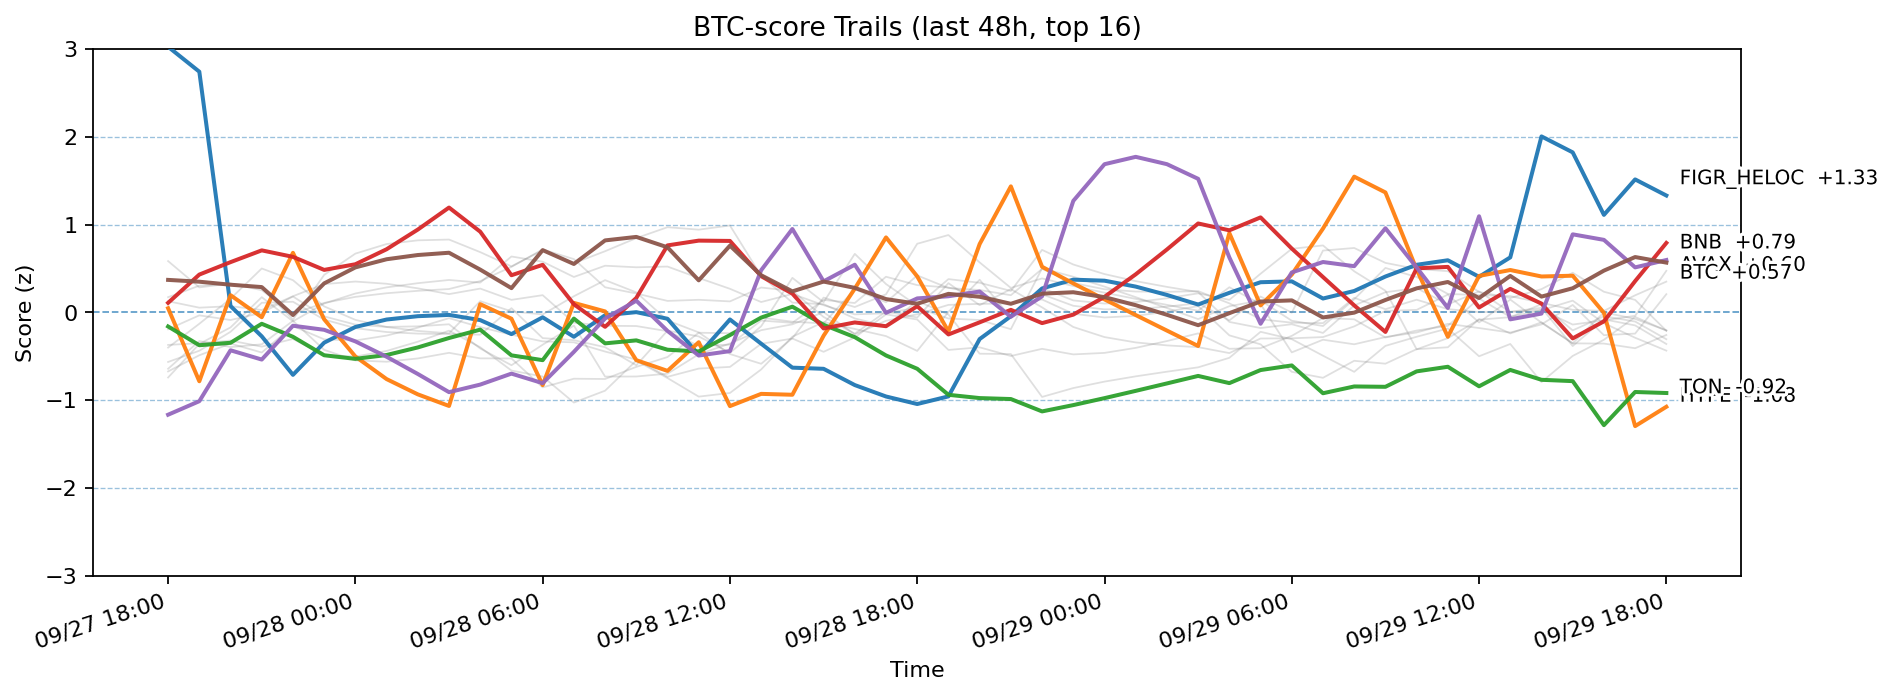 BTC-score Trails (last 48h, top 16)
Score (z)
3
2
1
0
−1
−2
−3
FIGR_HELOC +1.33
BNB +0.79
BTC +0.57
TON -0.92
09/27 18:00
09/28 00:00
09/28 06:00
09/28 12:00
09/28 18:00
09/29 00:00
09/29 06:00
09/29 12:00
09/29 18:00
Time